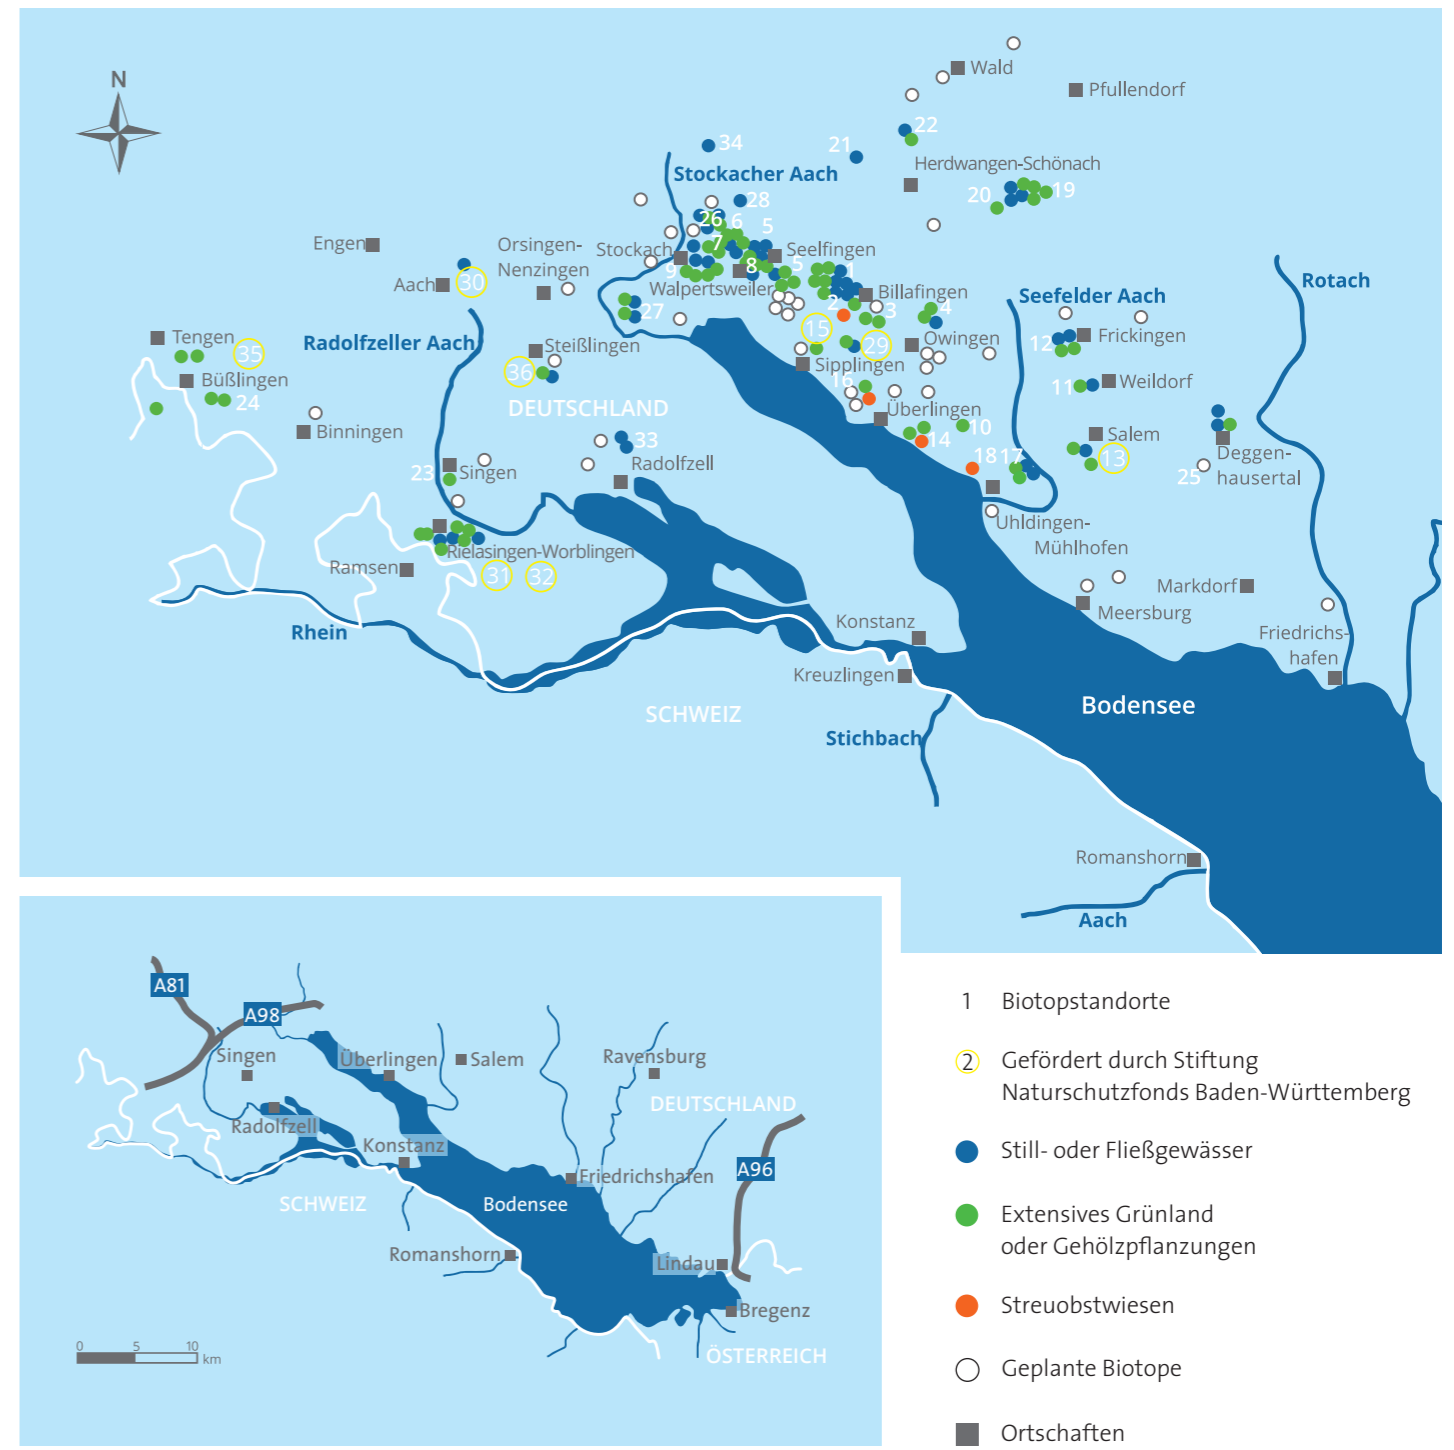 N
Wald
Pfullendorf
34
21
22
Stockacher Aach
Herdwangen-Schönach
28
20
19
26
6
5
Engen
Orsingen-
Nenzingen
Stockach
7
Seelfingen
9
8
5
1
Aach
30
Walpertsweiler
Billafingen
Rotach
Seefelder Aach
27
2
3
4
15
29
Owingen
12
Frickingen
Tengen
35
Radolfzeller Aach
Steißlingen
36
Sipplingen
16
11
Weildorf
Büßlingen
24
DEUTSCHLAND
Überlingen
10
Binningen
33
14
Salem
13
23
Singen
Radolfzell
18
17
Deggen-
hausertal
25
Uhldingen-
Mühlhofen
Rielasingen-Worblingen
Ramsen
31
32
Markdorf
Meersburg
Rhein
Konstanz
Friedrichs-
hafen
Kreuzlingen
SCHWEIZ
Bodensee
Stichbach
Romanshorn
Aach
A81
A98
Singen
Überlingen
Salem
Ravensburg
DEUTSCHLAND
Radolfzell
Konstanz
A96
Friedrichshafen
SCHWEIZ
Bodensee
Romanshorn
Lindau
Bregenz
ÖSTERREICH
0 5 10
km
1 Biotopstandorte
2 Gefördert durch Stiftung
Naturschutzfonds Baden-Württemberg
Still- oder Fließgewässer
Extensives Grünland
oder Gehölzpflanzungen
Streuobstwiesen
Geplante Biotope
Ortschaften